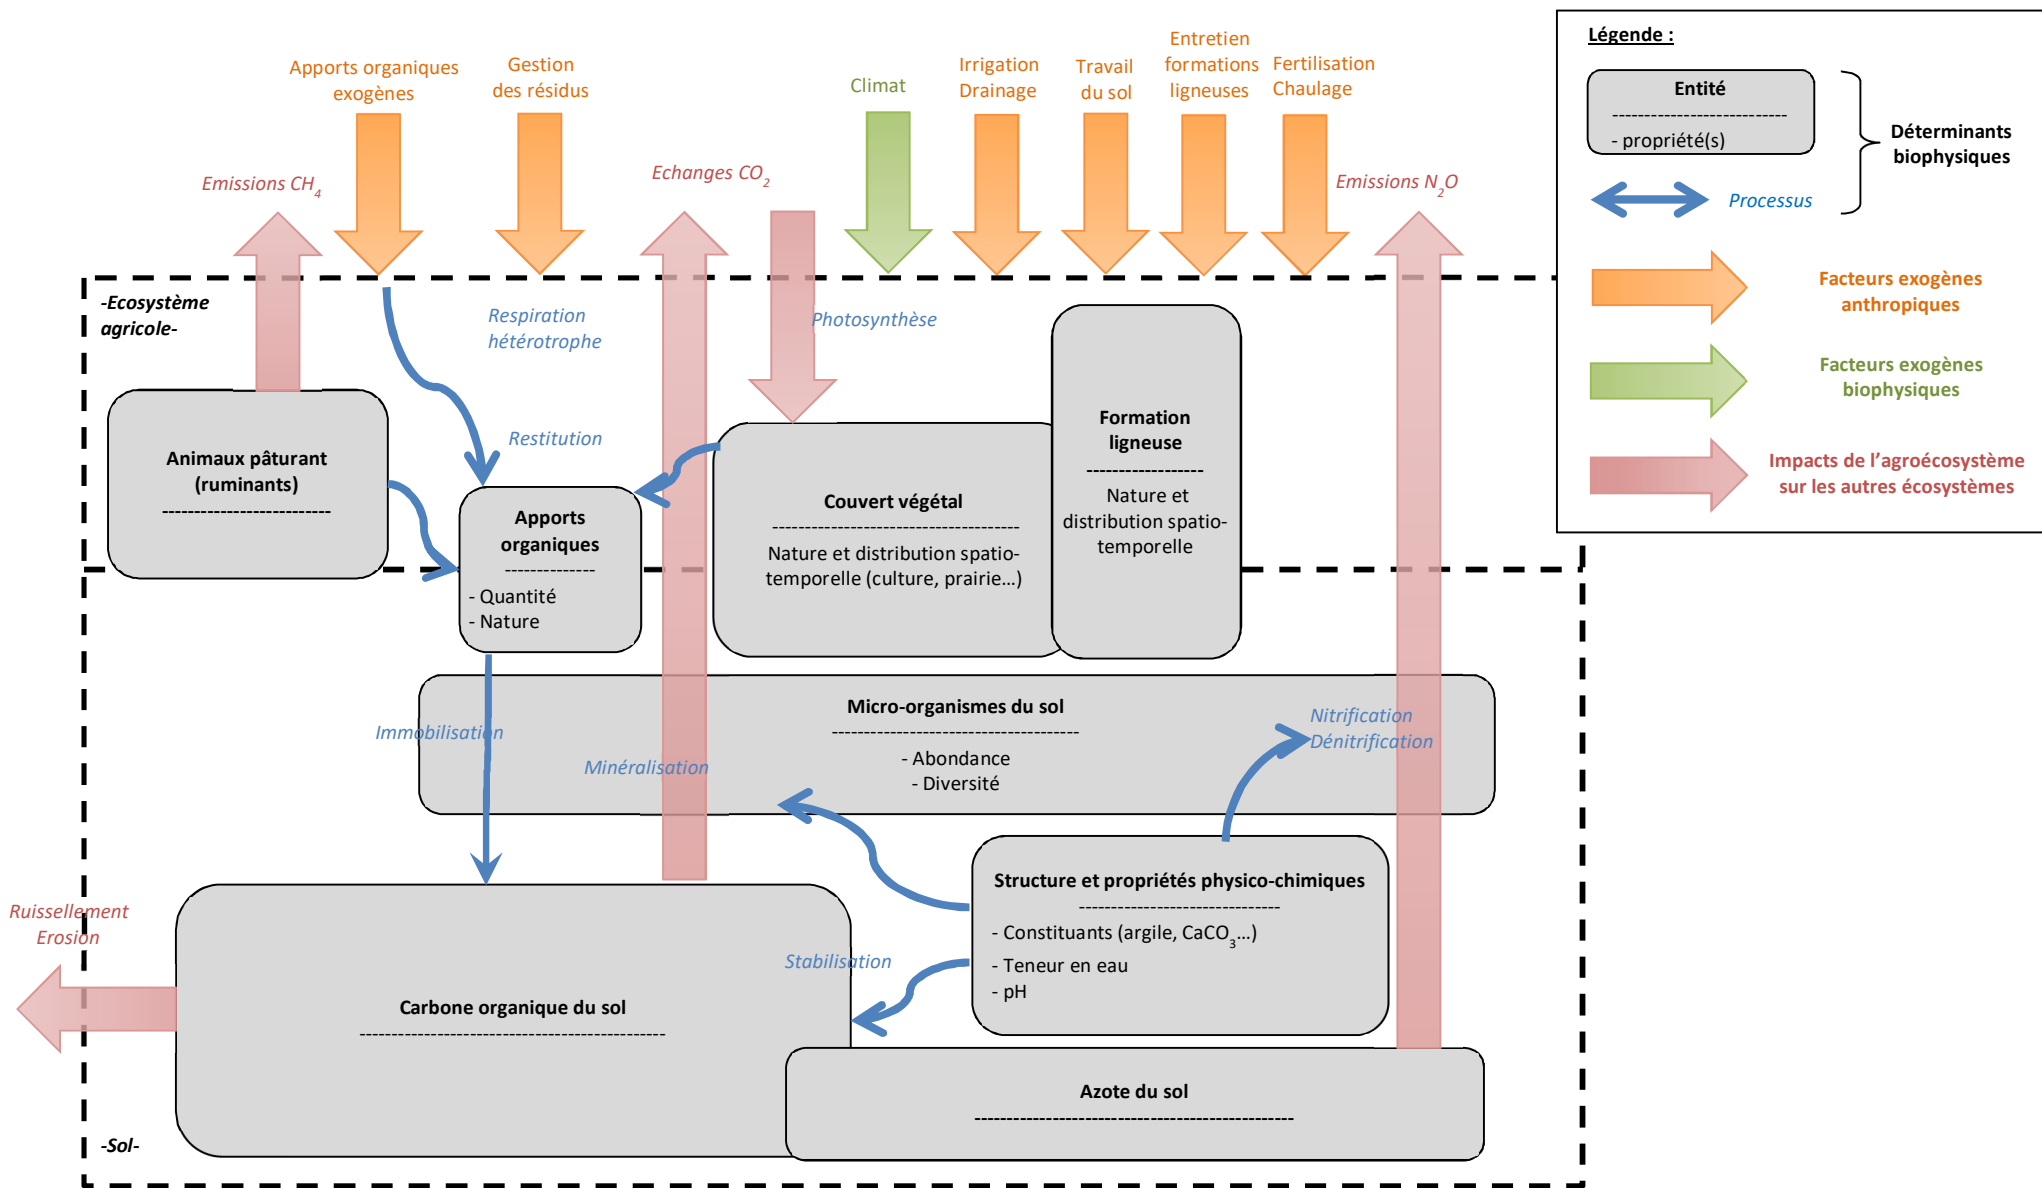 Apports organiques
exogènes
Gestion
des résidus
Climat
Irrigation
Drainage
Travail
du sol
Entretien
formations
ligneuses
Fertilisation
Chaulage
Emissions CH4
Echanges CO2
Emissions N2O
-Ecosystème
agricole-
Respiration
hétérotrophe
Photosynthèse
Restitution
Animaux pâturant
(ruminants)
Apports
organiques
- Quantité
- Nature
Couvert végétal
Nature et distribution spatio-
temporelle (culture, prairie…)
Formation
ligneuse
Nature et
distribution spatio-
temporelle
Micro-organismes du sol
- Abondance
- Diversité
Immobilisation
Minéralisation
Nitrification
Dénitrification
Structure et propriétés physico-chimiques
- Constituants (argile, CaCO3…)
- Teneur en eau
- pH
Stabilisation
Ruissellement
Erosion
Carbone organique du sol
Azote du sol
-Sol-
Légende :
Entité
- propriété(s)
Déterminants
biophysiques
Processus
Facteurs exogènes
anthropiques
Facteurs exogènes
biophysiques
Impacts de l’agroécosystème
sur les autres écosystèmes